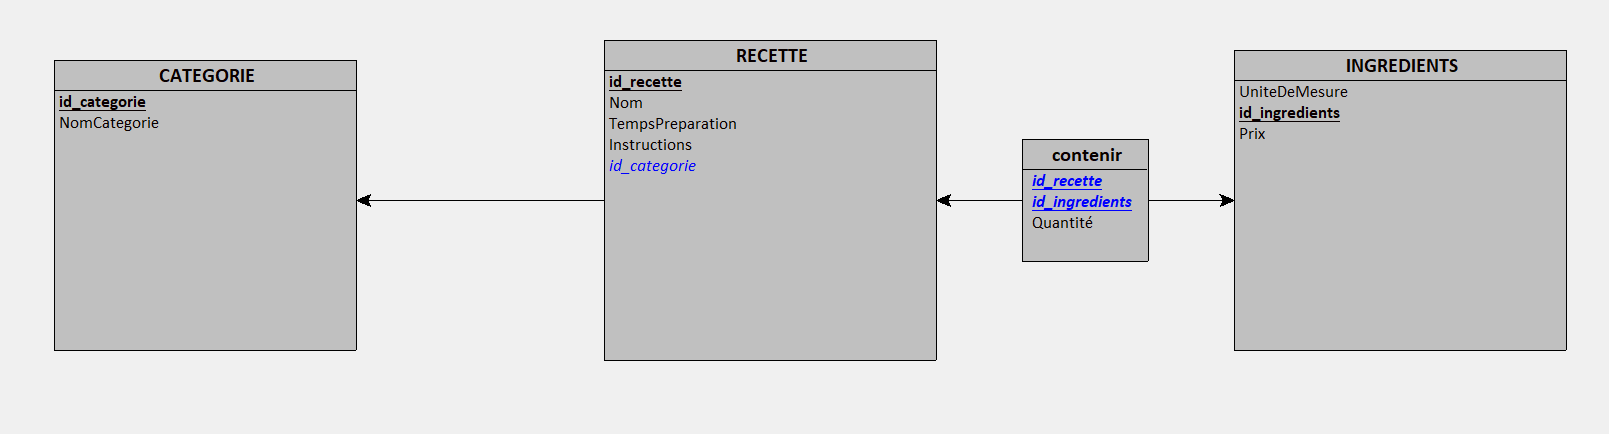 CATEGORIE
id_categorie
NomCategorie
RECETTE
id_recette
Nom
TempsPreparation
Instructions
id_categorie
contenir
id_recette
id_ingredients
Quantité
INGREDIENTS
UniteDeMesure
id_ingredients
Prix